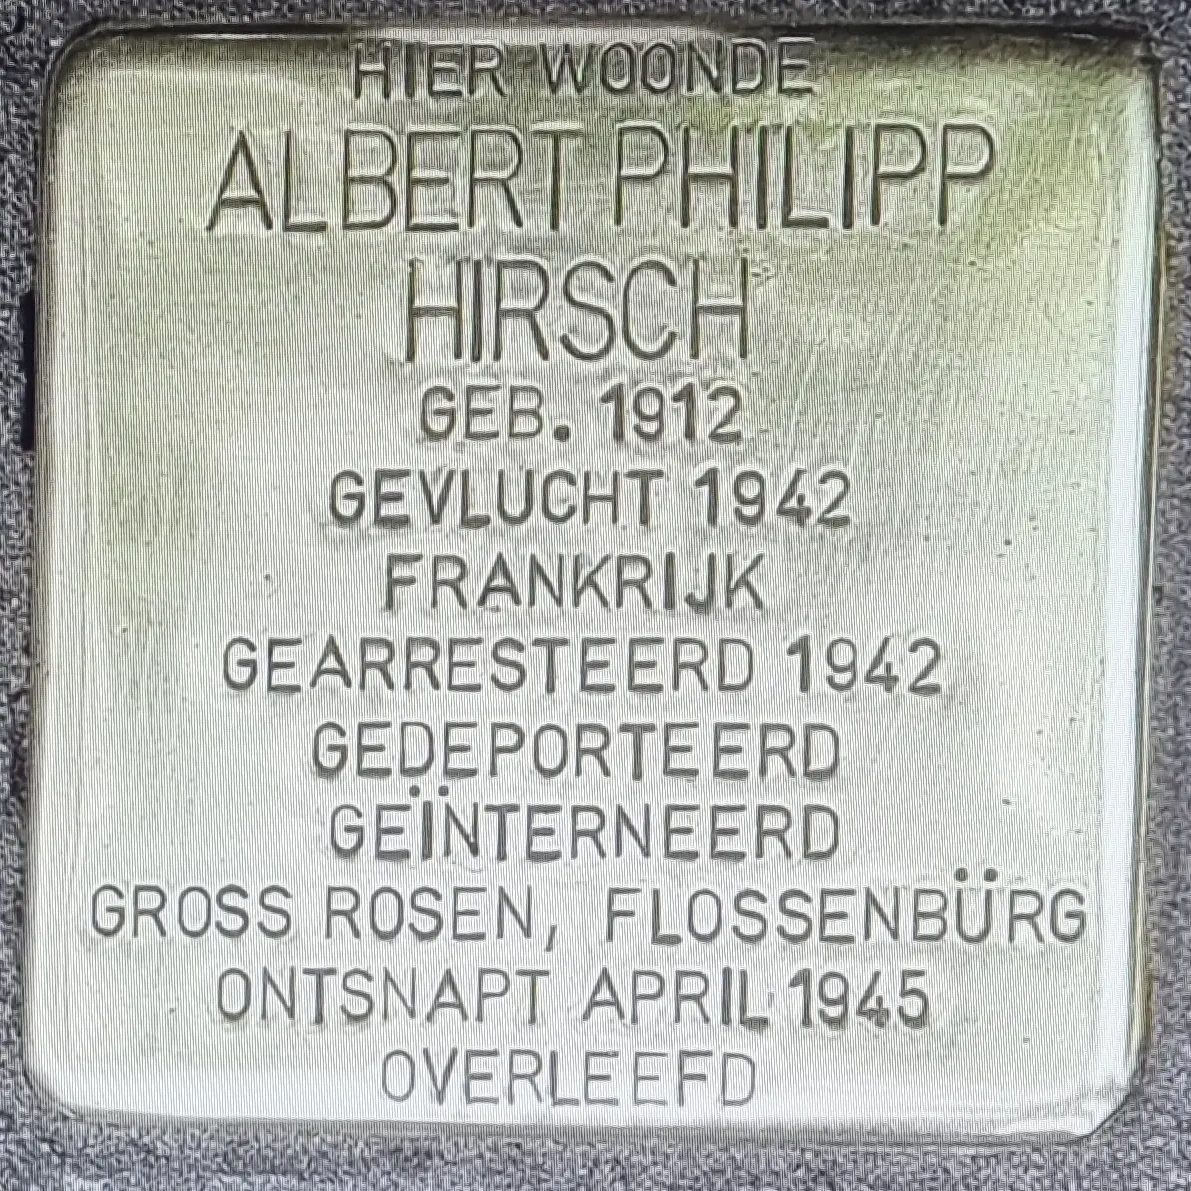 HIER WOONDE
ALBERT PHILIPP
HIRSCH
GEB. 1912
GEVLUCHT 1942
FRANKRIJK
GEARRESTEERD 1942
GEDEPORTEERD
GEÏNTERNEERD
GROSS ROSEN, FLOSSENBÜRG
ONTSNAPT APRIL 1945
OVERLEEFD